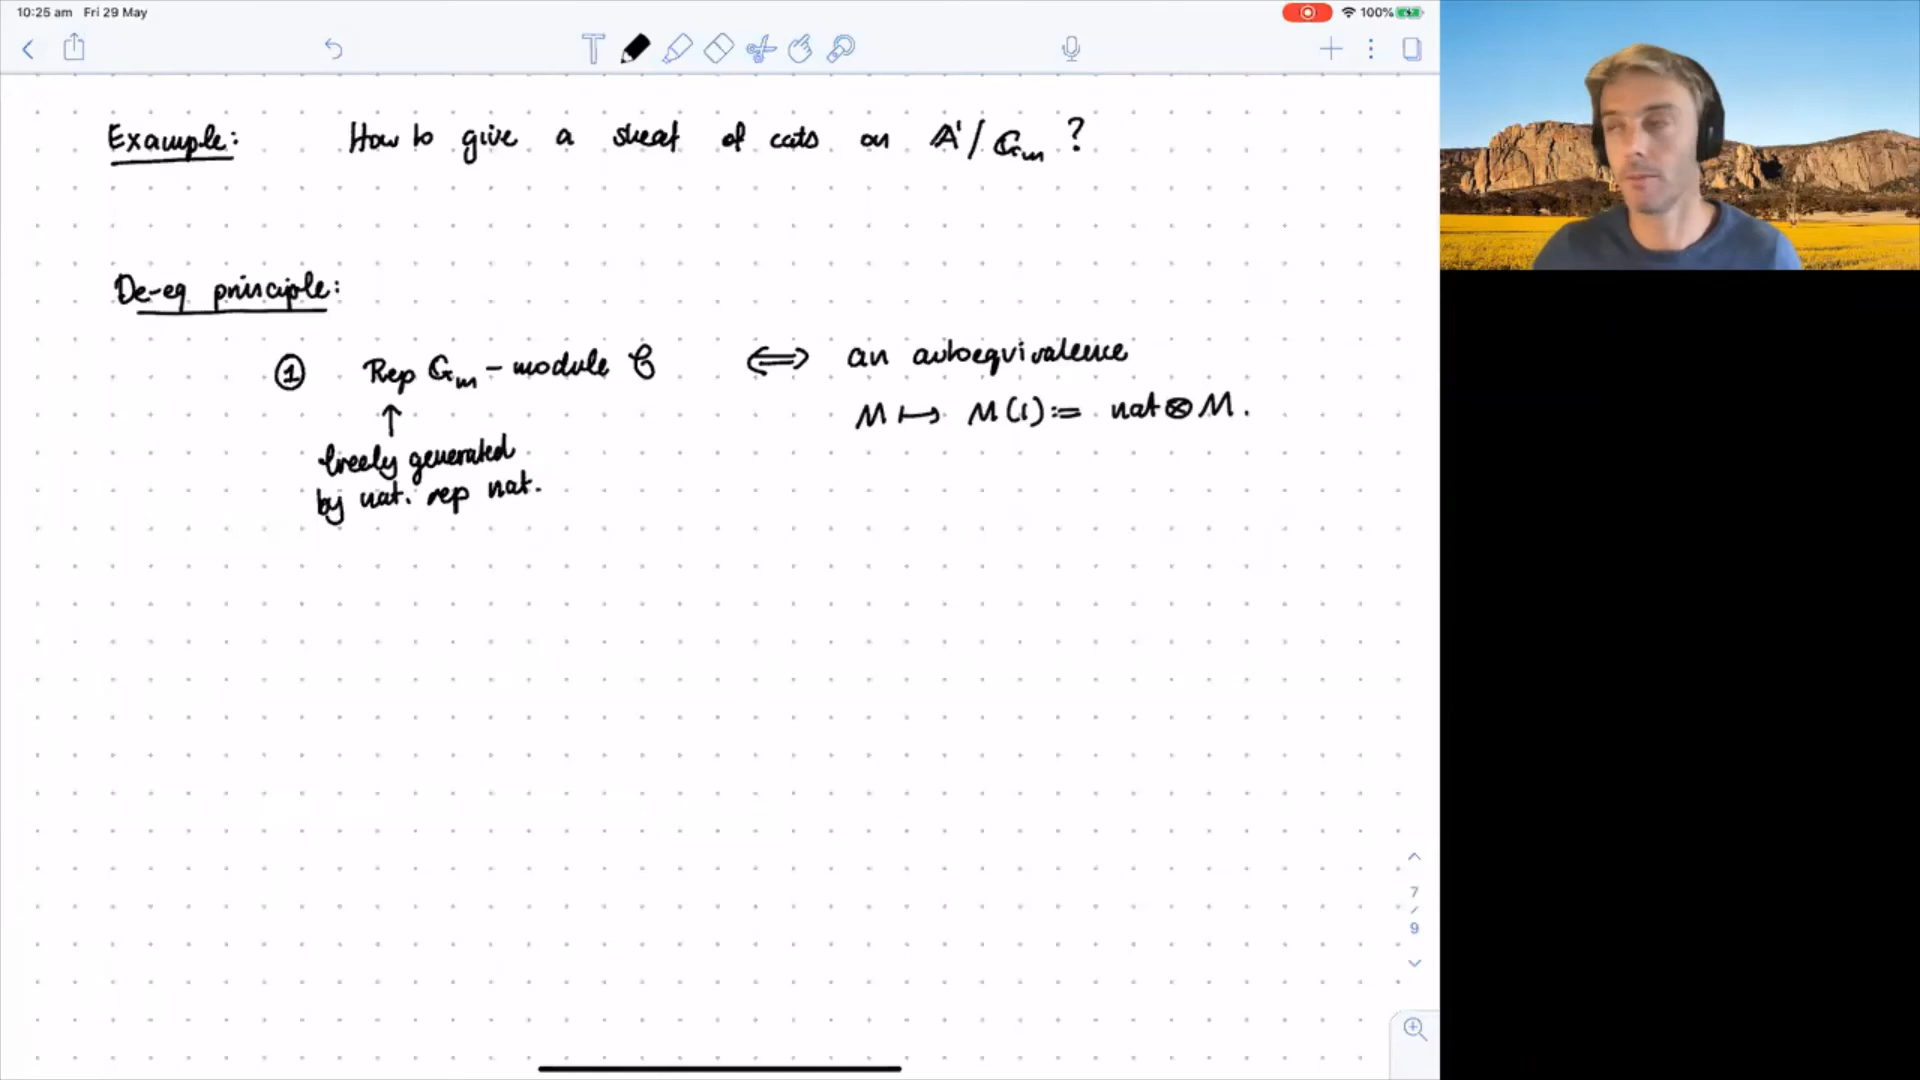 10:25 am Fri 29 May
100%
Example: How to give a sheaf of cats on 𝔸¹/𝔾m ?
De-eq principle:
① Rep 𝔾m - module 𝒞 ⟺ an autoequivalence
↑ M ↦ M(1) := nat ⊗ M.
freely generated
by nat. rep nat.
7
/
9